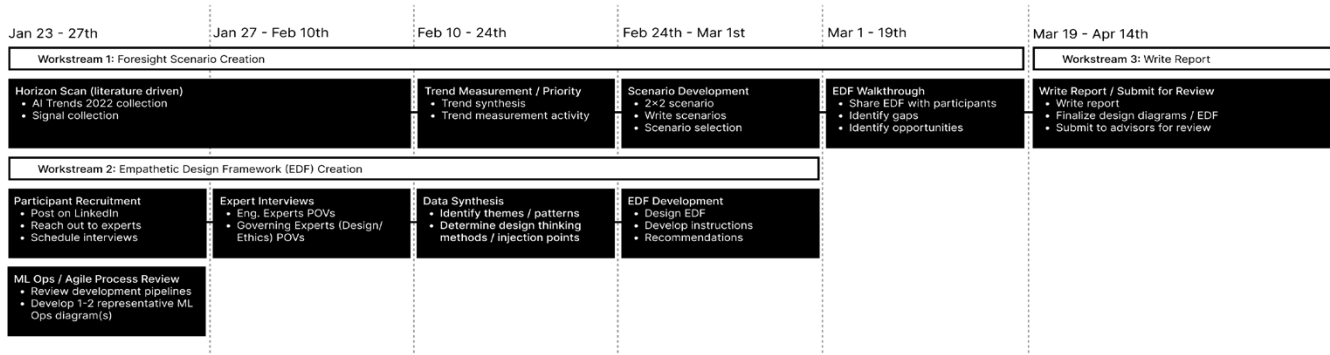 Jan 23 - 27th
Jan 27 - Feb 10th
Feb 10 - 24th
Feb 24th - Mar 1st
Mar 1 - 19th
Mar 19 - Apr 14th
Workstream 1: Foresight Scenario Creation
Workstream 3: Write Report
Horizon Scan (literature driven)
• AI Trends 2022 collection
• Signal collection
Trend Measurement / Priority
• Trend synthesis
• Trend measurement activity
Scenario Development
• 2×2 scenario
• Write scenarios
• Scenario selection
EDF Walkthrough
• Share EDF with participants
• Identify gaps
• Identify opportunities
Write Report / Submit for Review
• Write report
• Finalize design diagrams / EDF
• Submit to advisors for review
Workstream 2: Empathetic Design Framework (EDF) Creation
Participant Recruitment
• Post on LinkedIn
• Reach out to experts
• Schedule interviews
Expert Interviews
• Eng. Experts POVs
• Governing Experts (Design/
Ethics) POVs
Data Synthesis
• Identify themes / patterns
• Determine design thinking
methods / injection points
EDF Development
• Design EDF
• Develop instructions
• Recommendations
ML Ops / Agile Process Review
• Review development pipelines
• Develop 1-2 representative ML
Ops diagram(s)